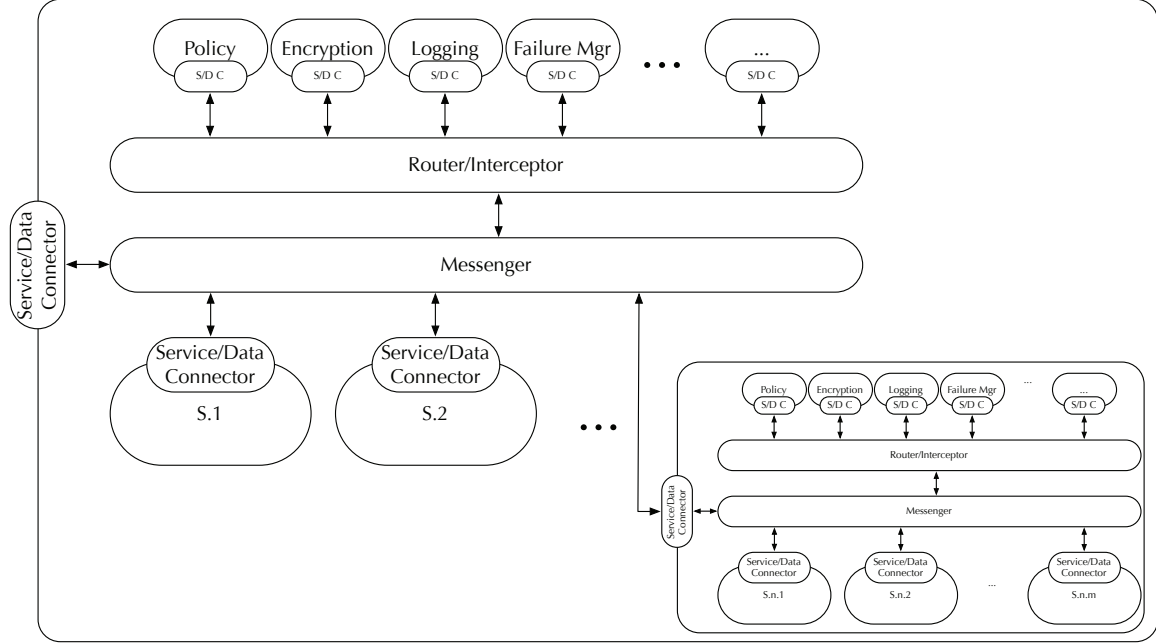 Policy
Encryption
Logging
Failure Mgr
...
S/D C
S/D C
S/D C
S/D C
...
S/D C
Router/Interceptor
Service/Data
Connector
Messenger
Service/Data
Connector
S.1
Service/Data
Connector
S.2
...
Policy
Encryption
Logging
Failure Mgr
...
...
S/D C
S/D C
S/D C
S/D C
S/D C
Router/Interceptor
Service/Data
Connector
Messenger
Service/Data
Connector
S.n.1
Service/Data
Connector
S.n.2
...
Service/Data
Connector
S.n.m